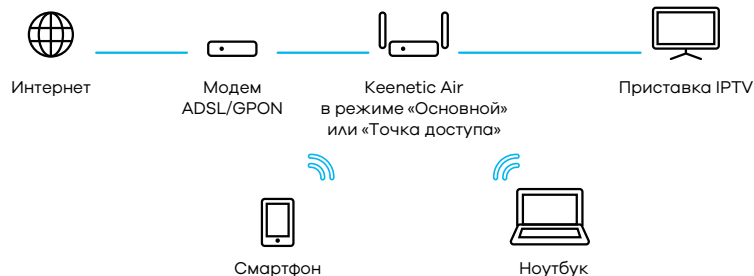 Интернет
Модем
ADSL/GPON
Keenetic Air
в режиме «Основной»
или «Точка доступа»
Приставка IPTV
Смартфон
Ноутбук